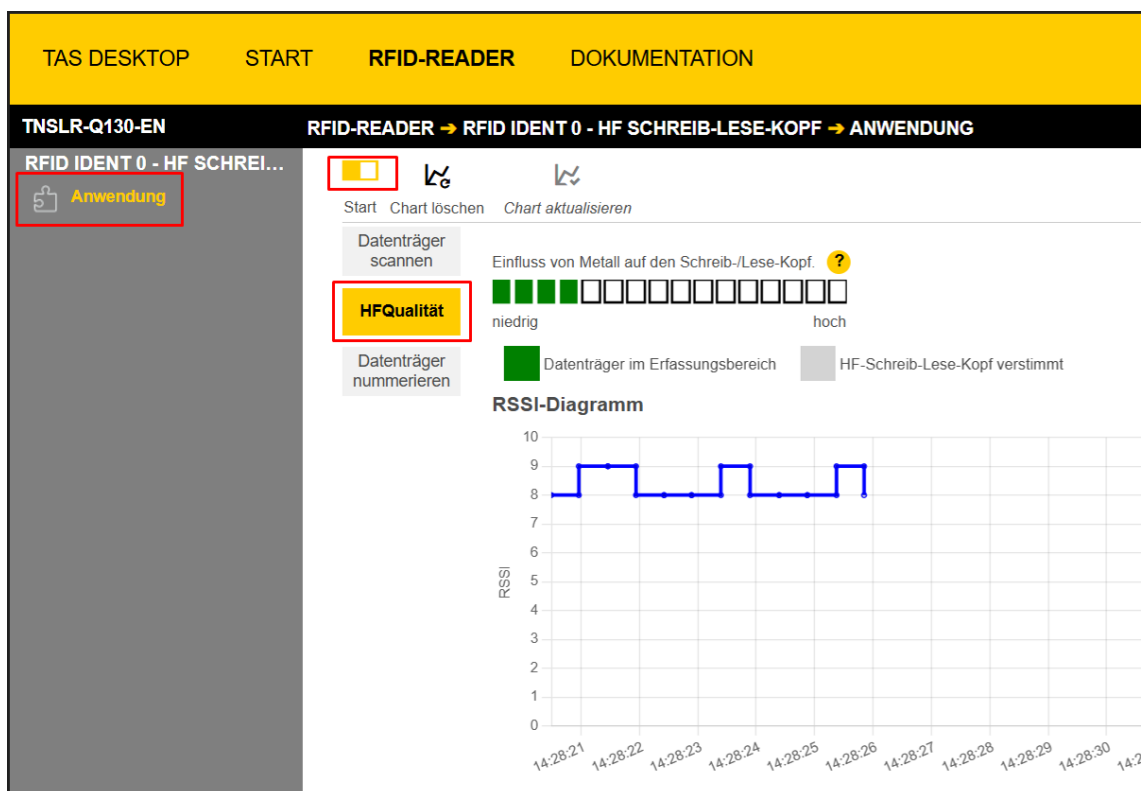 TAS DESKTOP START RFID-READER DOKUMENTATION
TNSLR-Q130-EN
RFID-READER ➔ RFID IDENT 0 - HF SCHREIB-LESE-KOPF ➔ ANWENDUNG
RFID IDENT 0 - HF SCHREI...
Anwendung
Start Chart löschen Chart aktualisieren
Datenträger
scannen
HFQualität
Datenträger
nummerieren
Einfluss von Metall auf den Schreib-/Lese-Kopf. ?
niedrig hoch
Datenträger im Erfassungsbereich HF-Schreib-Lese-Kopf verstimmt
RSSI-Diagramm
10
9
8
7
6
5
4
3
2
1
0
RSSI
14:28:21 14:28:22 14:28:23 14:28:24 14:28:25 14:28:26 14:28:27 14:28:28 14:28:29 14:28:30 14:2